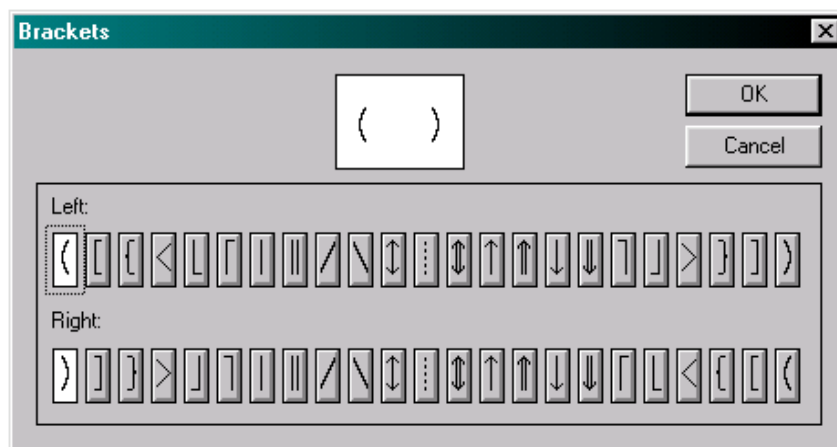 Brackets
( )
OK
Cancel
Left:
( [ { < ⌊ ⌈ | ‖ / \ ↕ ┊ ⇕ ↑ ⇑ ↓ ⇓ ⌉ ⌋ > } ] )
Right:
) ] } > ⌋ ⌉ | ‖ / \ ↕ ┊ ⇕ ↑ ⇑ ↓ ⇓ ⌈ ⌊ < { [ (